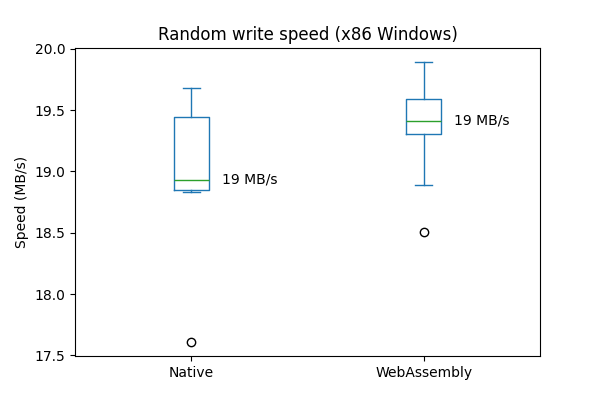 Random write speed (x86 Windows)
20.0
19.5
19.0
18.5
18.0
17.5
Speed (MB/s)
19 MB/s
19 MB/s
Native
WebAssembly